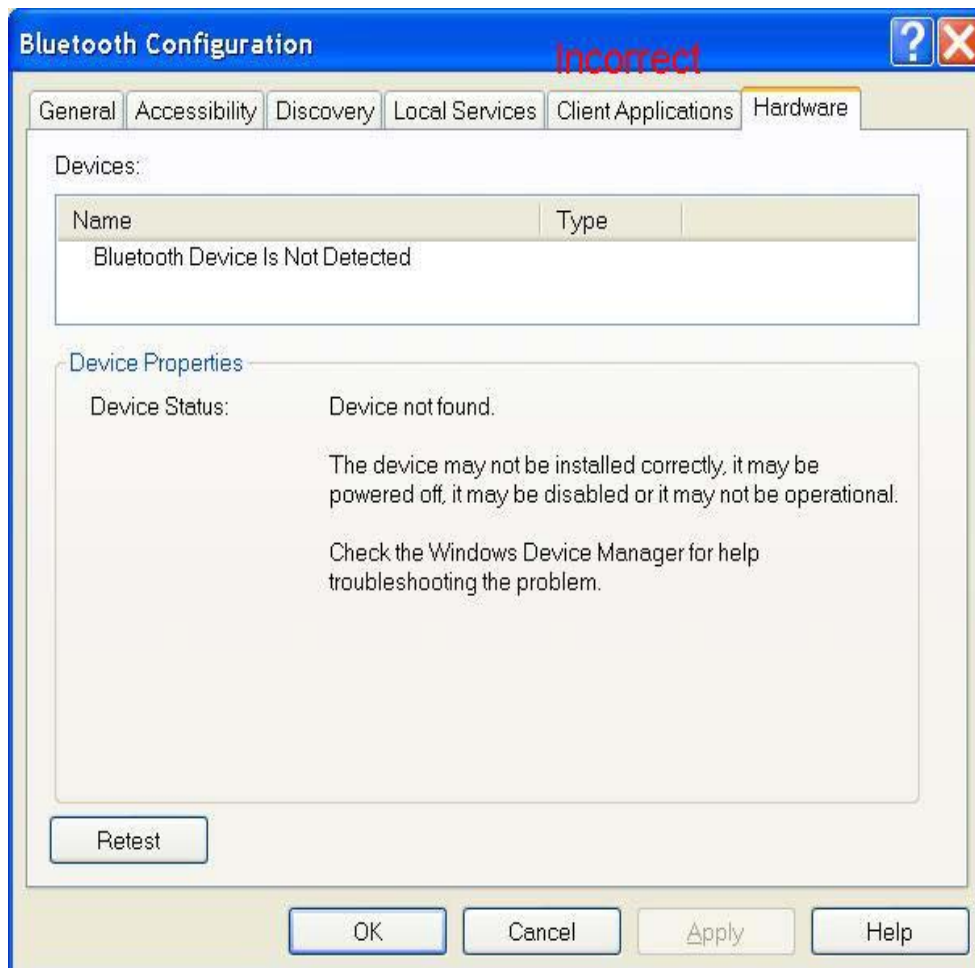 Bluetooth Configuration
Incorrect
General Accessibility Discovery Local Services Client Applications Hardware
Devices:
Name Type
Bluetooth Device Is Not Detected
Device Properties
Device Status: Device not found.
The device may not be installed correctly, it may be
powered off, it may be disabled or it may not be operational.
Check the Windows Device Manager for help
troubleshooting the problem.
Retest
OK Cancel Apply Help